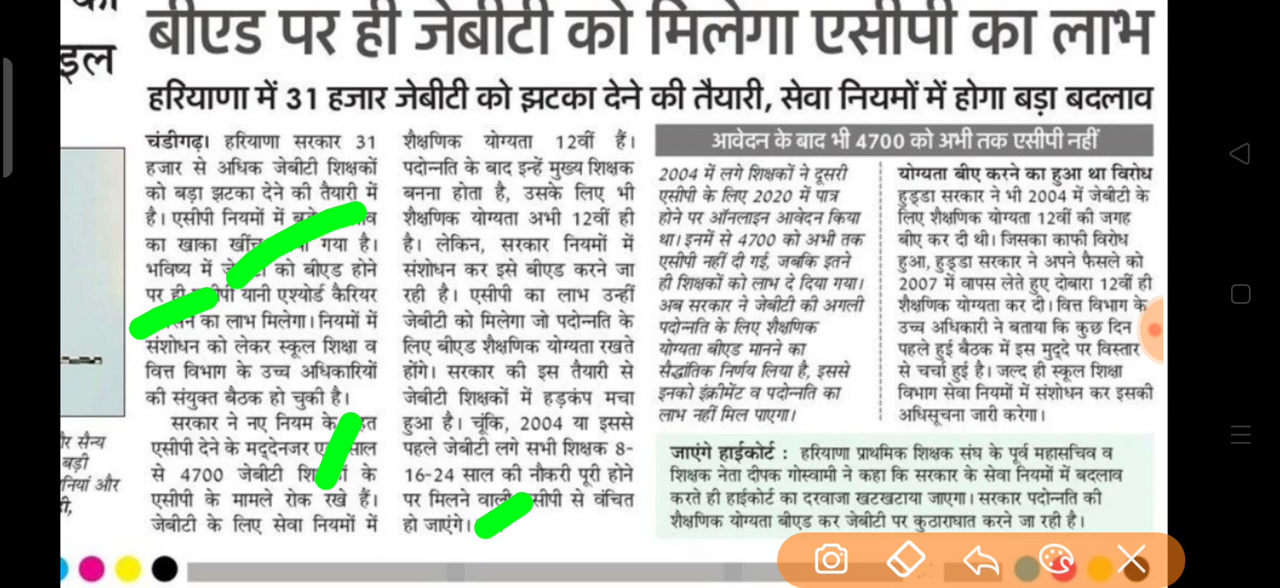 इल
बीएड पर ही जेबीटी को मिलेगा एसीपी का लाभ
हरियाणा में 31 हजार जेबीटी को झटका देने की तैयारी, सेवा नियमों में होगा बड़ा बदलाव
चंडीगढ़। हरियाणा सरकार 31
हजार से अधिक जेबीटी शिक्षकों
को बड़ा झटका देने की तैयारी में
है। एसीपी नियमों में
का खाका गया है।
भविष्य में को बीएड होने
पर ही यानी एश्योर्ड कैरियर
का लाभ मिलेगा। नियमों में
संशोधन को लेकर स्कूल शिक्षा व
वित्त विभाग के उच्च अधिकारियों
की संयुक्त बैठक हो चुकी है।
सरकार ने नए नियम के
एसीपी देने के मद्देनजर साल
से 4700 जेबीटी के
एसीपी के मामले रोक रखे हैं।
जेबीटी के लिए सेवा नियमों में
शैक्षणिक योग्यता 12वीं हैं।
पदोन्नति के बाद इन्हें मुख्य शिक्षक
बनना होता है, उसके लिए भी
शैक्षणिक योग्यता अभी 12वीं ही
है। लेकिन, सरकार नियमों में
संशोधन कर इसे बीएड करने जा
रही है। एसीपी का लाभ उन्हीं
जेबीटी को मिलेगा जो पदोन्नति के
लिए बीएड शैक्षणिक योग्यता रखते
होंगे। सरकार की इस तैयारी से
जेबीटी शिक्षकों में हड़कंप मचा
हुआ है। चूंकि, 2004 या इससे
पहले जेबीटी लगे सभी शिक्षक 8-
16-24 साल की नौकरी पूरी होने
पर मिलने वाली से वंचित
हो जाएंगे।
आवेदन के बाद भी 4700 को अभी तक एसीपी नहीं
2004 में लगे शिक्षकों ने दूसरी
एसीपी के लिए 2020 में पात्र
होने पर ऑनलाइन आवेदन किया
था। इनमें से 4700 को अभी तक
एसीपी नहीं दी गई, जबकि इतने
ही शिक्षकों को लाभ दे दिया गया।
अब सरकार ने जेबीटी की अगली
पदोन्नति के लिए शैक्षणिक
योग्यता बीएड मानने का
सैद्धांतिक निर्णय लिया है, इससे
इनको इंक्रीमेंट व पदोन्नति का
लाभ नहीं मिल पाएगा।
योग्यता बीए करने का हुआ था विरोध
हुड्डा सरकार ने भी 2004 में जेबीटी के
लिए शैक्षणिक योग्यता 12वीं की जगह
बीए कर दी थी। जिसका काफी विरोध
हुआ, हुड्डा सरकार ने अपने फैसले को
2007 में वापस लेते हुए दोबारा 12वीं ही
शैक्षणिक योग्यता कर दी। वित्त विभाग के
उच्च अधिकारी ने बताया कि कुछ दिन
पहले हुई बैठक में इस मुद्दे पर विस्तार
से चर्चा हुई है। जल्द ही स्कूल शिक्षा
विभाग सेवा नियमों में संशोधन कर इसकी
अधिसूचना जारी करेगा।
जाएंगे हाईकोर्ट : हरियाणा प्राथमिक शिक्षक संघ के पूर्व महासचिव व
शिक्षक नेता दीपक गोस्वामी ने कहा कि सरकार के सेवा नियमों में बदलाव
करते ही हाईकोर्ट का दरवाजा खटखटाया जाएगा। सरकार पदोन्नति की
शैक्षणिक योग्यता बीएड कर जेबीटी पर कुठाराघात करने जा रही है।
सैन्य
बड़ी
और